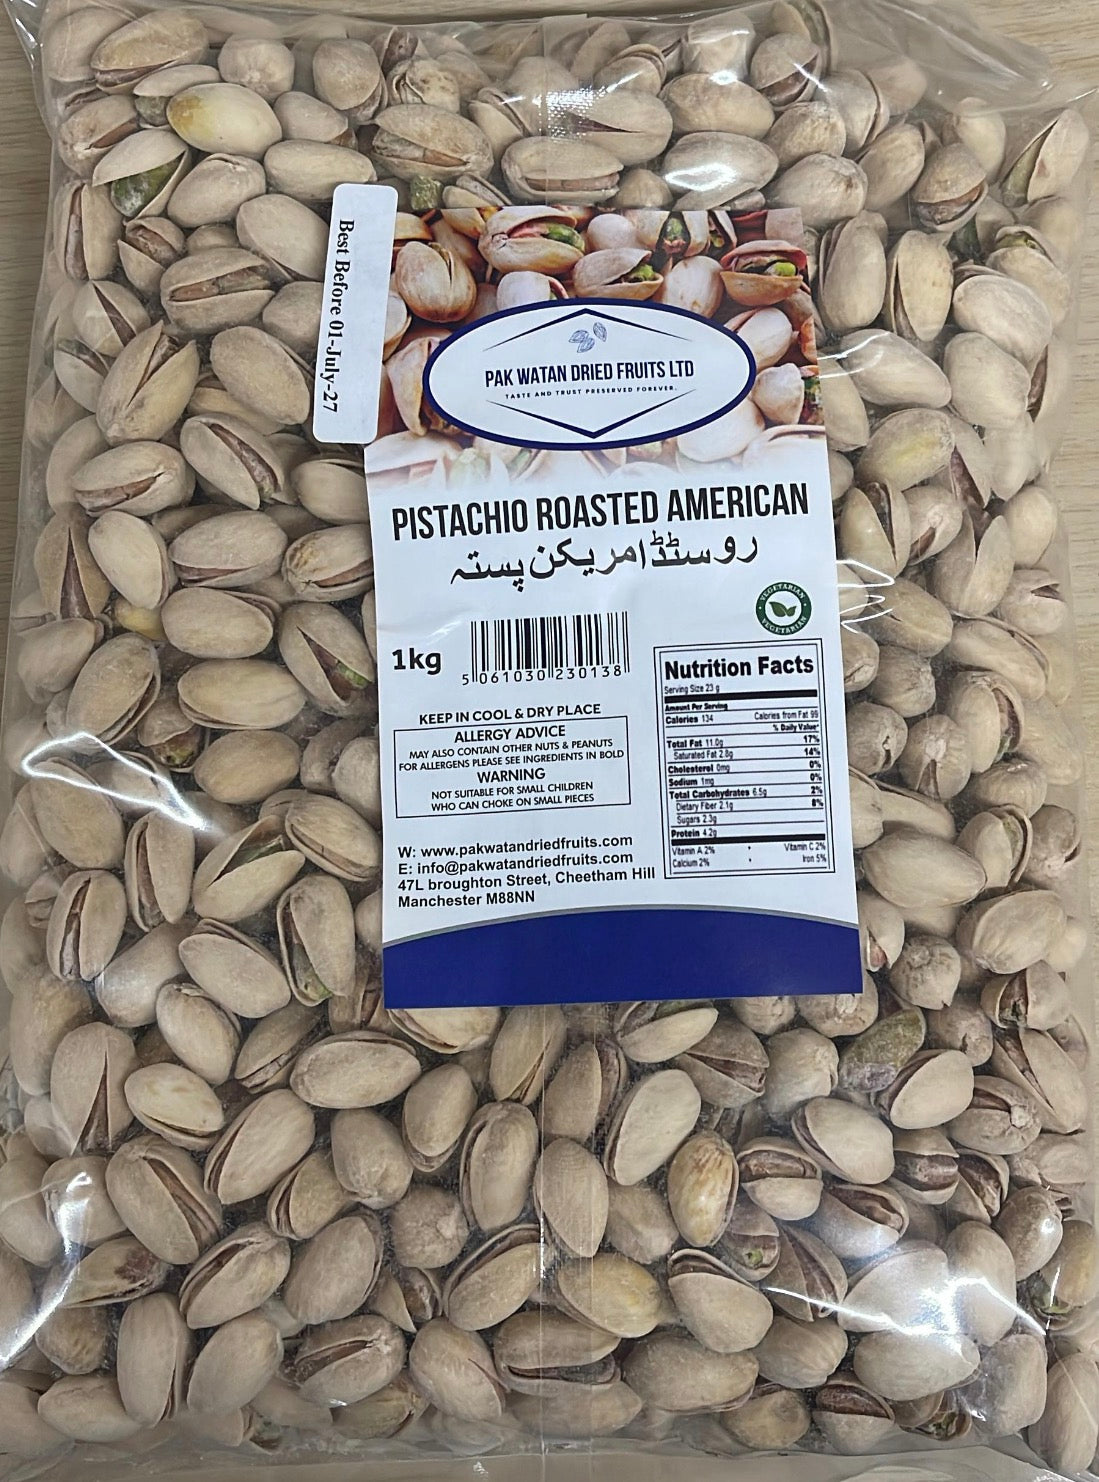 Best Before 01-July-27
PAK WATAN DRIED FRUITS LTD
TASTE AND TRUST PRESERVED FOREVER.
PISTACHIO ROASTED AMERICAN
روسٹڈ امریکن پستہ
VEGETARIAN
VEGETARIAN
1kg
5 061030 230138
KEEP IN COOL & DRY PLACE
ALLERGY ADVICE
MAY ALSO CONTAIN OTHER NUTS & PEANUTS
FOR ALLERGENS PLEASE SEE INGREDIENTS IN BOLD
WARNING
NOT SUITABLE FOR SMALL CHILDREN
WHO CAN CHOKE ON SMALL PIECES
Nutrition Facts
Serving Size 23 g
Amount Per Serving
Calories 134 Calories from Fat 99
% Daily Value*
Total Fat 11.0g 17%
Saturated Fat 2.8g 14%
Cholesterol 0mg 0%
Sodium 1mg 0%
Total Carbohydrates 6.5g 2%
Dietary Fiber 2.1g 8%
Sugars 2.3g
Protein 4.2g
Vitamin A 2% • Vitamin C 2%
Calcium 2% • Iron 5%
W: www.pakwatandriedfruits.com
E: info@pakwatandriedfruits.com
47L broughton Street, Cheetham Hill
Manchester M88NN